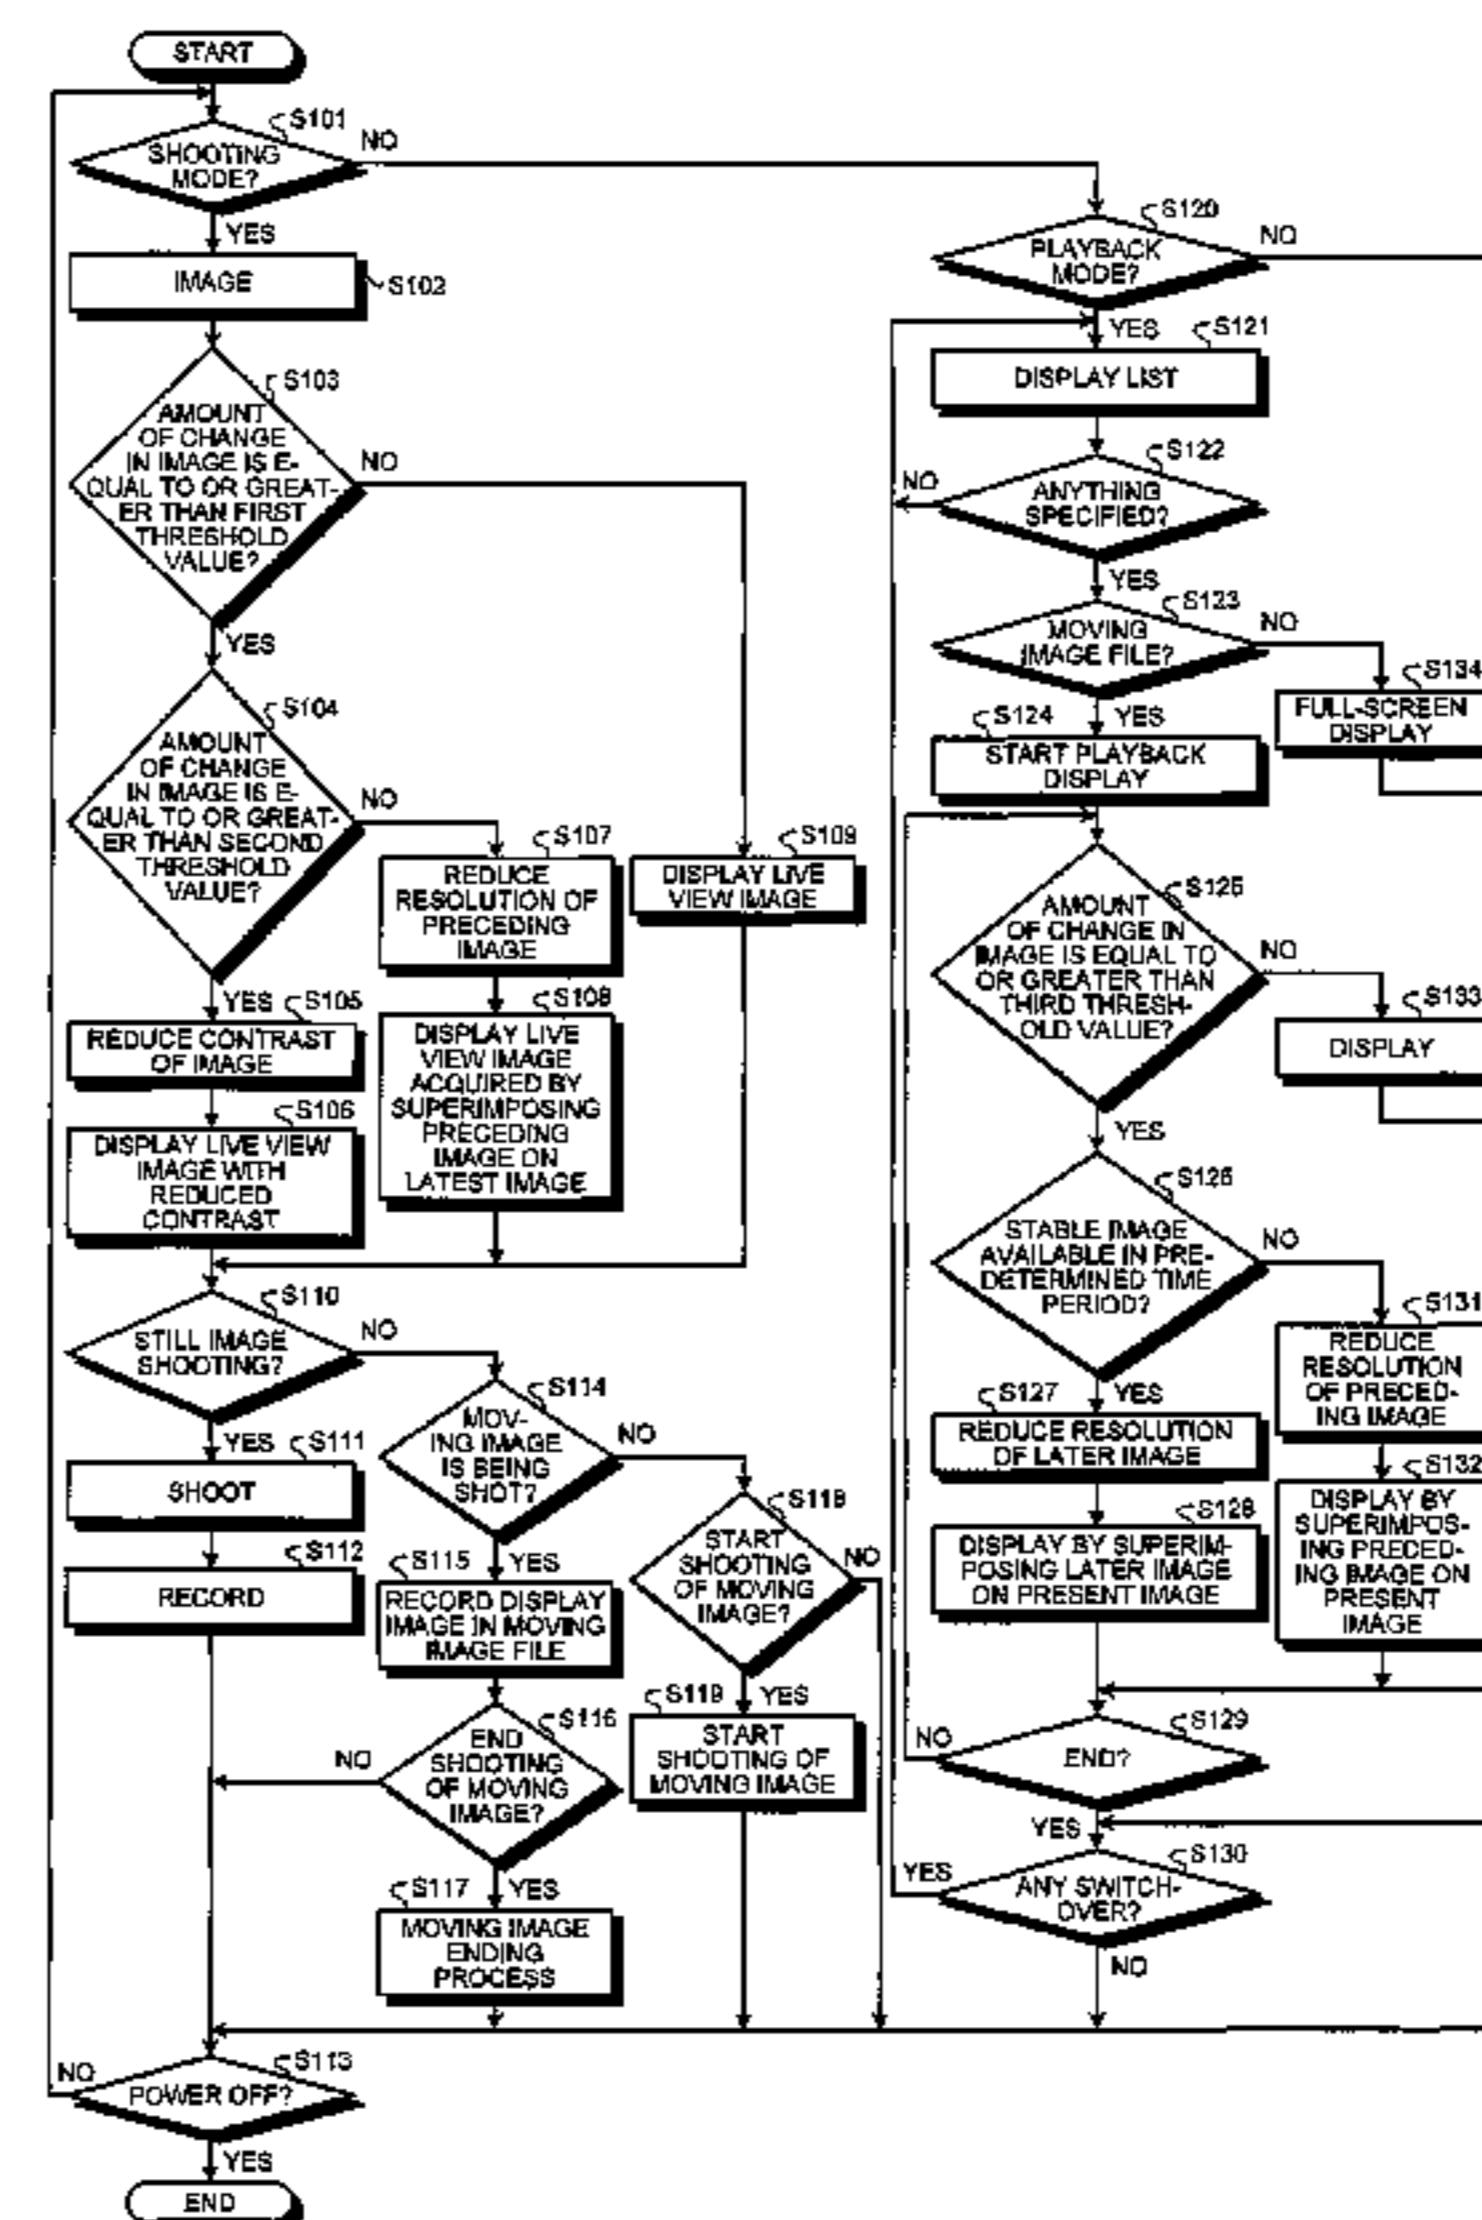 START
S101
SHOOTING
MODE?
NO
YES
IMAGE
S102
S103
AMOUNT
OF CHANGE
IN IMAGE IS E-
QUAL TO OR GREAT-
ER THAN FIRST
THRESHOLD
VALUE?
NO
YES
S104
AMOUNT
OF CHANGE
IN IMAGE IS E-
QUAL TO OR GREAT-
ER THAN SECOND
THRESHOLD
VALUE?
NO
YES
S105
REDUCE CONTRAST
OF IMAGE
S106
DISPLAY LIVE VIEW
IMAGE WITH
REDUCED
CONTRAST
S107
REDUCE
RESOLUTION OF
PRECEDING
IMAGE
S108
DISPLAY LIVE
VIEW IMAGE
ACQUIRED BY
SUPERIMPOSING
PRECEDING
IMAGE ON
LATEST IMAGE
S109
DISPLAY LIVE
VIEW IMAGE
S110
STILL IMAGE
SHOOTING?
NO
YES
S111
SHOOT
S112
RECORD
S114
MOV-
ING IMAGE
IS BEING
SHOT?
NO
YES
S115
RECORD DISPLAY
IMAGE IN MOVING
IMAGE FILE
S116
END
SHOOTING
OF MOVING
IMAGE?
NO
YES
S117
MOVING IMAGE
ENDING
PROCESS
S118
START
SHOOTING
OF MOVING
IMAGE?
NO
YES
S119
START
SHOOTING OF
MOVING IMAGE
S113
POWER OFF?
NO
YES
END
S120
PLAYBACK
MODE?
NO
YES
S121
DISPLAY LIST
S122
ANYTHING
SPECIFIED?
NO
YES
S123
MOVING
IMAGE FILE?
NO
YES
S134
FULL-SCREEN
DISPLAY
S124
START PLAYBACK
DISPLAY
S125
AMOUNT
OF CHANGE IN
IMAGE IS EQUAL TO
OR GREATER THAN
THIRD THRESH-
OLD VALUE?
NO
YES
S133
DISPLAY
S126
STABLE IMAGE
AVAILABLE IN PRE-
DETERMINED TIME
PERIOD?
NO
YES
S131
REDUCE
RESOLUTION
OF PRECED-
ING IMAGE
S132
DISPLAY BY
SUPERIMPOS-
ING PRECED-
ING IMAGE ON
PRESENT
IMAGE
S127
REDUCE RESOLUTION
OF LATER IMAGE
S128
DISPLAY BY SUPERIM-
POSING LATER IMAGE
ON PRESENT IMAGE
S129
END?
NO
YES
S130
ANY SWITCH-
OVER?
YES
NO